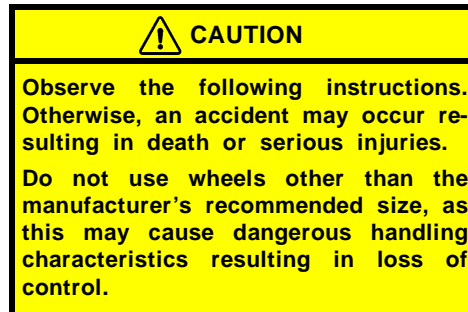 CAUTION
Observe the following instructions.
Otherwise, an accident may occur re-
sulting in death or serious injuries.
Do not use wheels other than the
manufacturer's recommended size, as
this may cause dangerous handling
characteristics resulting in loss of
control.